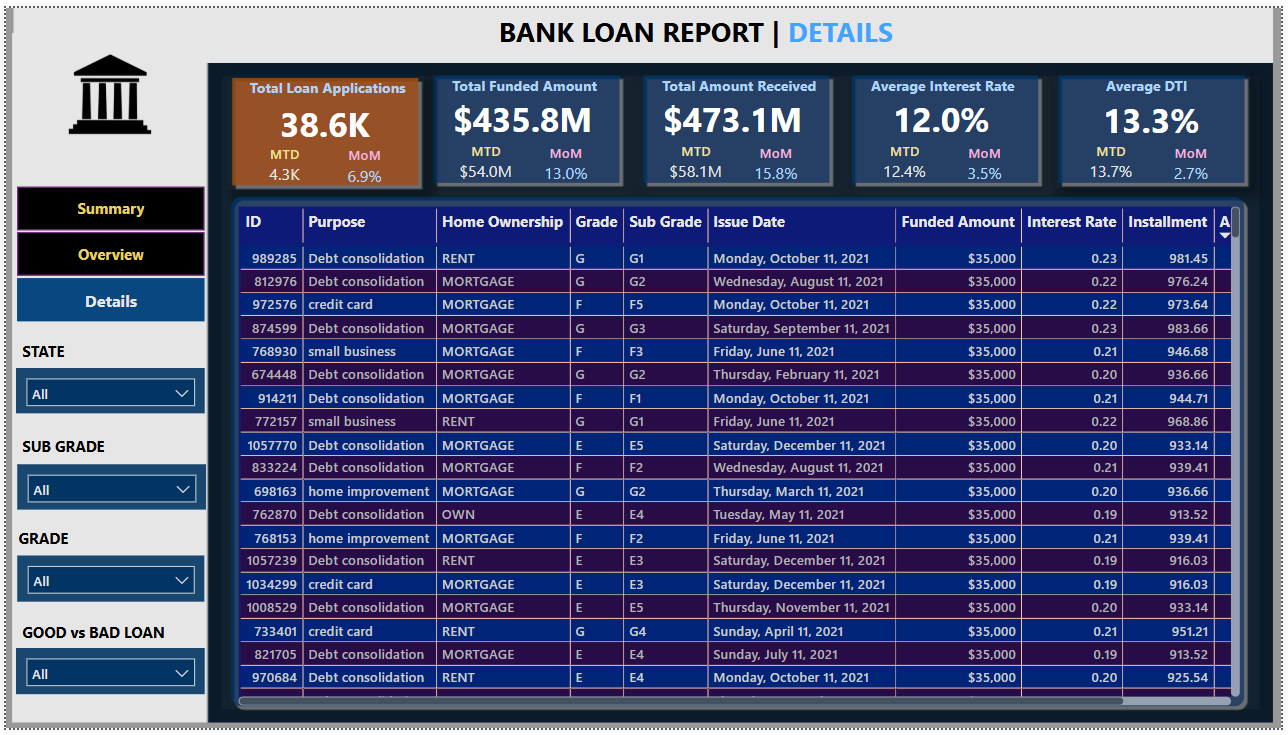 BANK LOAN REPORT | DETAILS
Total Loan Applications
38.6K
MTD MoM
4.3K 6.9%
Total Funded Amount
$435.8M
MTD MoM
$54.0M 13.0%
Total Amount Received
$473.1M
MTD MoM
$58.1M 15.8%
Average Interest Rate
12.0%
MTD MoM
12.4% 3.5%
Average DTI
13.3%
MTD MoM
13.7% 2.7%
Summary
Overview
Details
STATE
All
SUB GRADE
All
GRADE
All
GOOD vs BAD LOAN
All
ID Purpose Home Ownership Grade Sub Grade Issue Date Funded Amount Interest Rate Installment A
989285 Debt consolidation RENT G G1 Monday, October 11, 2021 $35,000 0.23 981.45
812976 Debt consolidation MORTGAGE G G2 Wednesday, August 11, 2021 $35,000 0.22 976.24
972576 credit card MORTGAGE F F5 Monday, October 11, 2021 $35,000 0.22 973.64
874599 Debt consolidation MORTGAGE G G3 Saturday, September 11, 2021 $35,000 0.23 983.66
768930 small business MORTGAGE F F3 Friday, June 11, 2021 $35,000 0.21 946.68
674448 Debt consolidation MORTGAGE G G2 Thursday, February 11, 2021 $35,000 0.20 936.66
914211 Debt consolidation MORTGAGE F F1 Monday, October 11, 2021 $35,000 0.21 944.71
772157 small business RENT G G1 Friday, June 11, 2021 $35,000 0.22 968.86
1057770 Debt consolidation MORTGAGE E E5 Saturday, December 11, 2021 $35,000 0.20 933.14
833224 Debt consolidation MORTGAGE F F2 Wednesday, August 11, 2021 $35,000 0.21 939.41
698163 home improvement MORTGAGE G G2 Thursday, March 11, 2021 $35,000 0.20 936.66
762870 Debt consolidation OWN E E4 Tuesday, May 11, 2021 $35,000 0.19 913.52
768153 home improvement MORTGAGE F F2 Friday, June 11, 2021 $35,000 0.21 939.41
1057239 Debt consolidation RENT E E3 Saturday, December 11, 2021 $35,000 0.19 916.03
1034299 credit card MORTGAGE E E3 Saturday, December 11, 2021 $35,000 0.19 916.03
1008529 Debt consolidation MORTGAGE E E5 Thursday, November 11, 2021 $35,000 0.20 933.14
733401 credit card RENT G G4 Sunday, April 11, 2021 $35,000 0.21 951.21
821705 Debt consolidation MORTGAGE E E4 Sunday, July 11, 2021 $35,000 0.19 913.52
970684 Debt consolidation RENT E E4 Monday, October 11, 2021 $35,000 0.20 925.54